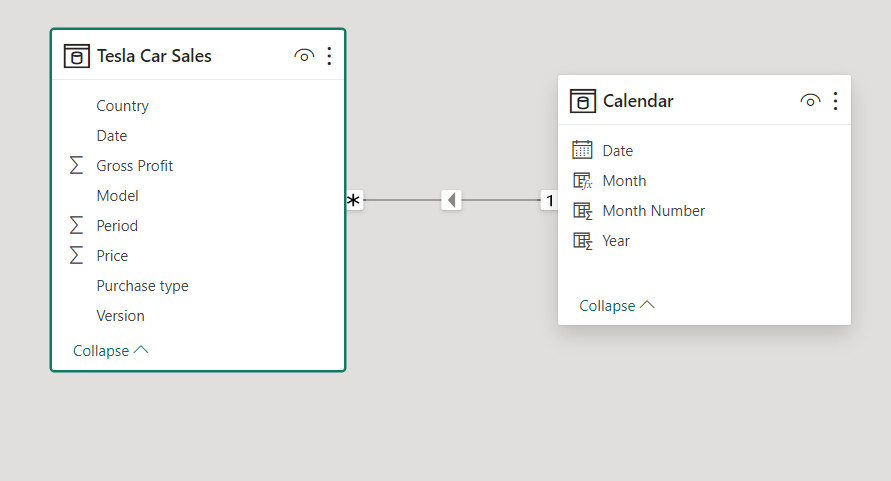 Tesla Car Sales
Country
Date
Σ Gross Profit
Model
Σ Period
Σ Price
Purchase type
Version
Collapse
* 1
Calendar
Date
Month
Month Number
Year
Collapse